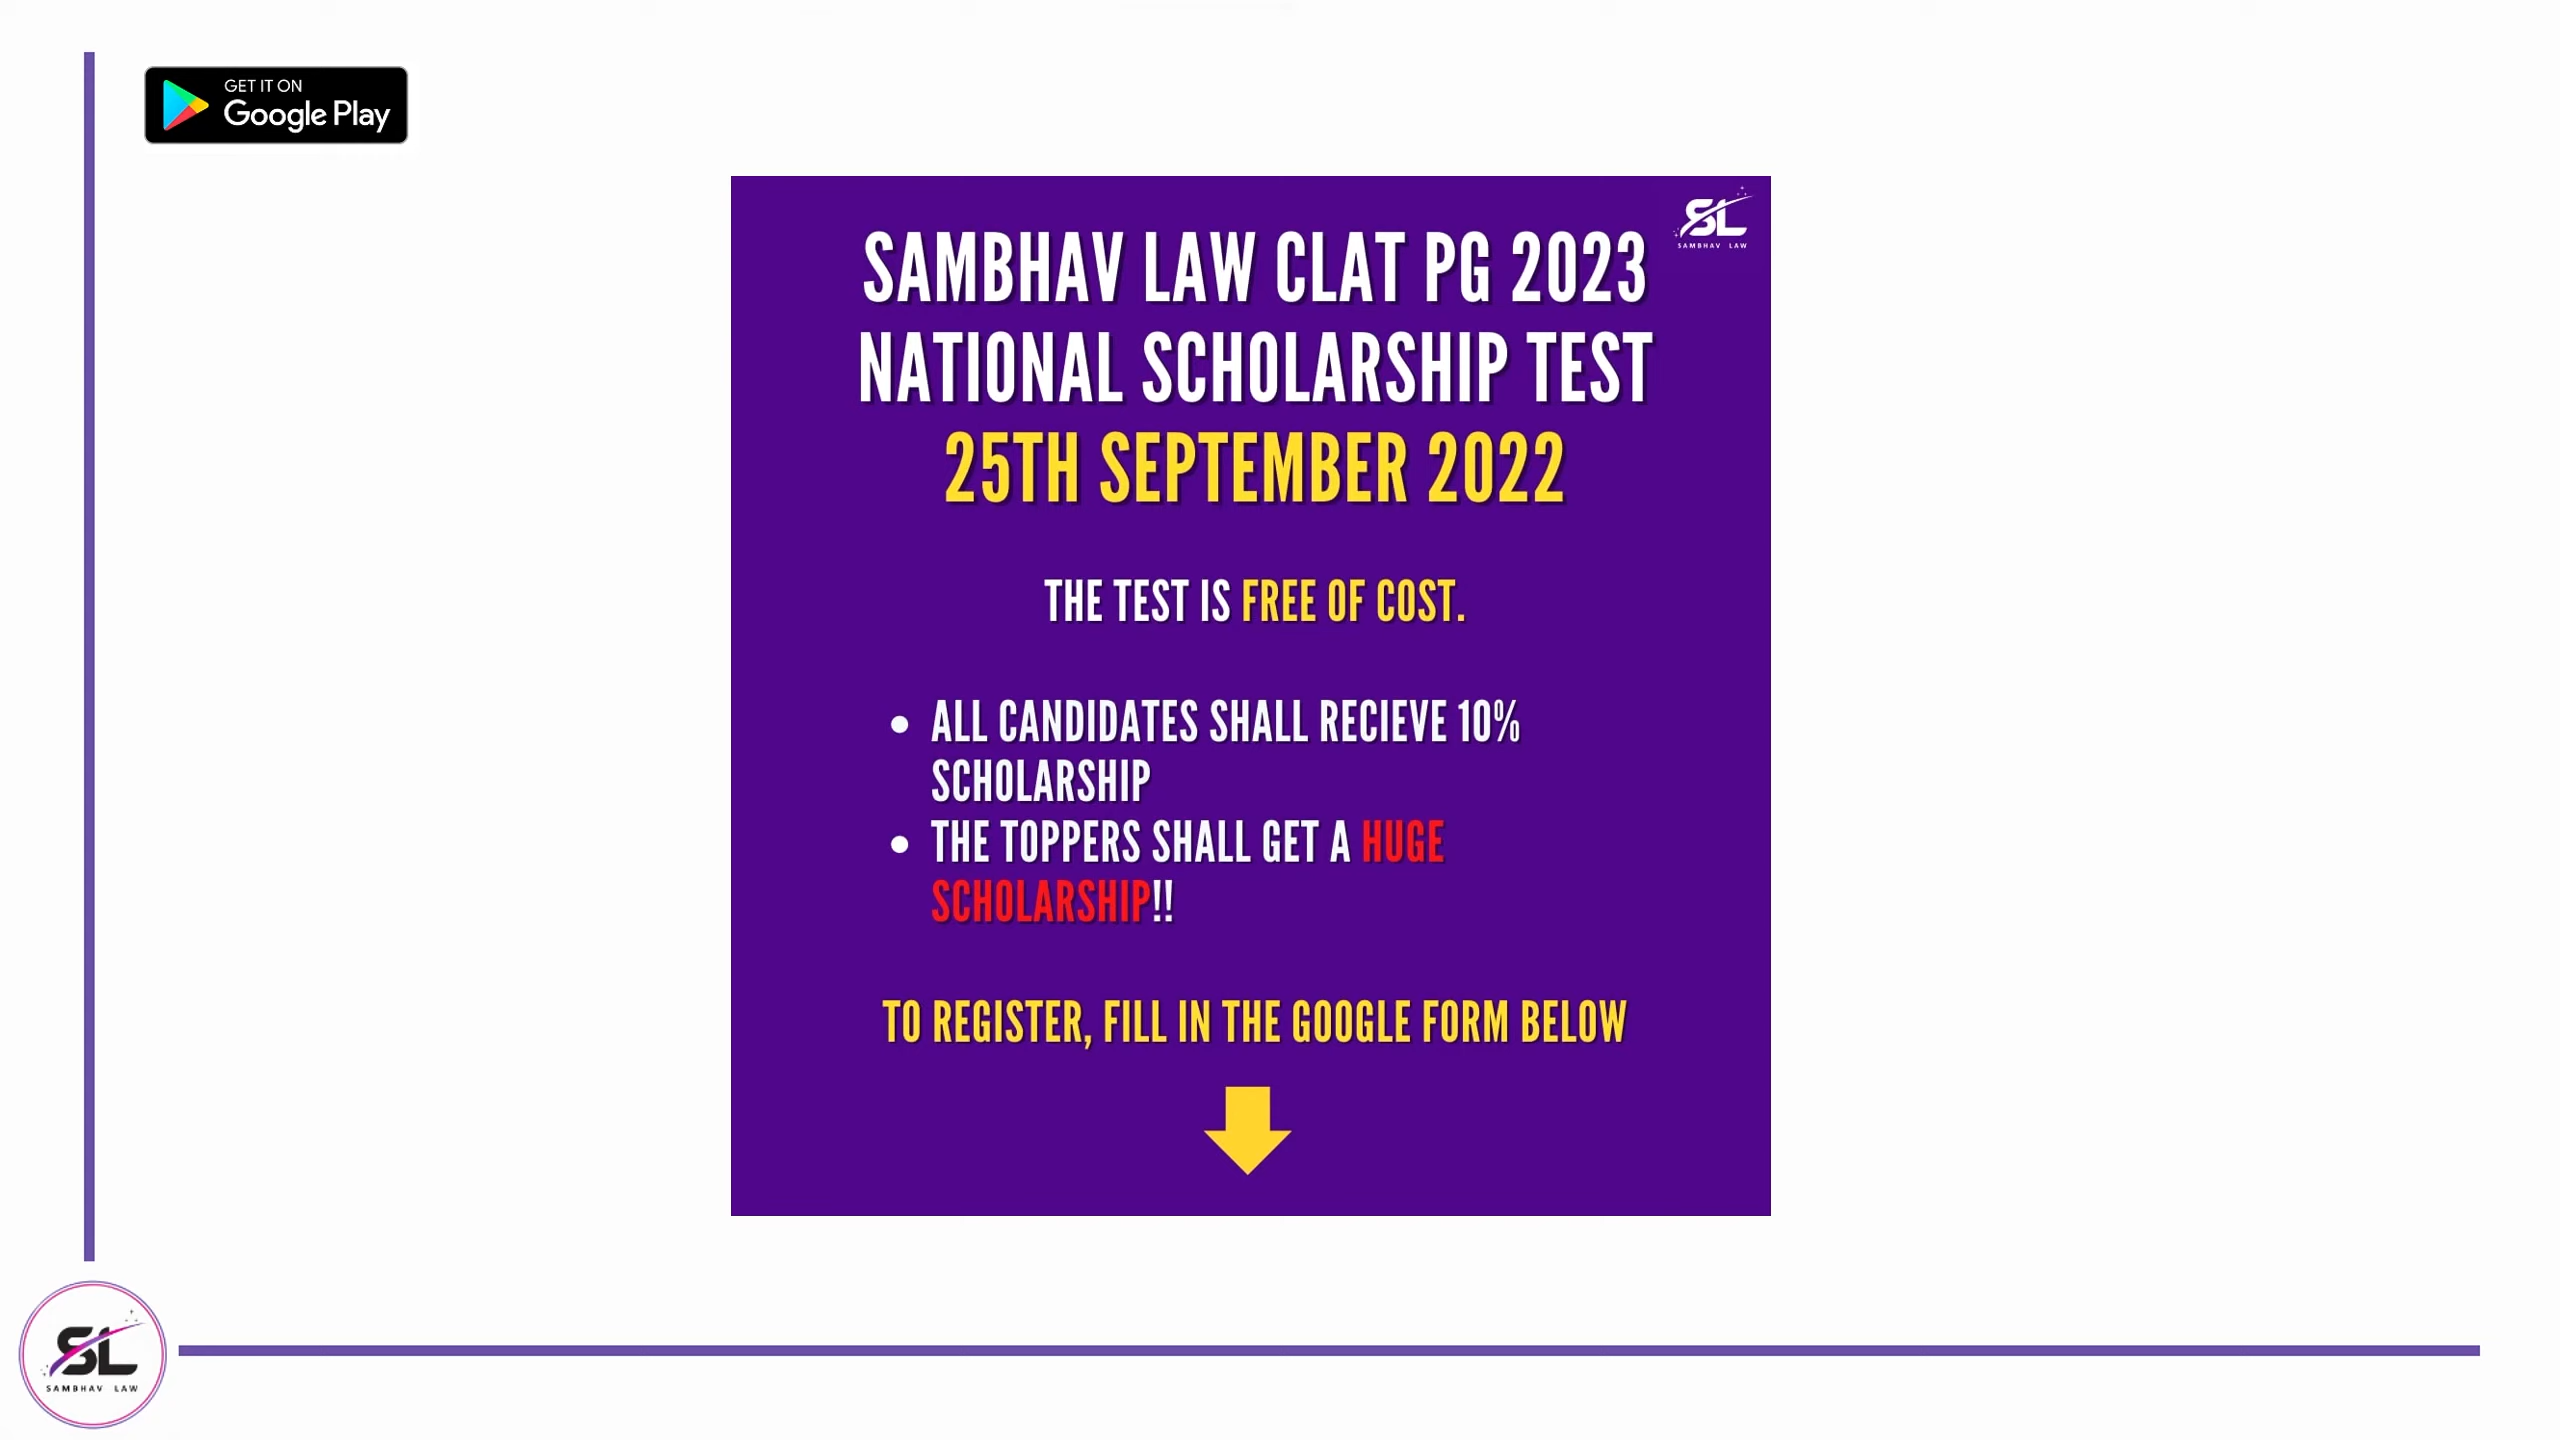 GET IT ON
Google Play
SL
SAMBHAV LAW
SAMBHAV LAW CLAT PG 2023
NATIONAL SCHOLARSHIP TEST
25TH SEPTEMBER 2022
THE TEST IS FREE OF COST.
• ALL CANDIDATES SHALL RECIEVE 10%
SCHOLARSHIP
• THE TOPPERS SHALL GET A HUGE
SCHOLARSHIP!!
TO REGISTER, FILL IN THE GOOGLE FORM BELOW
SL
SAMBHAV LAW